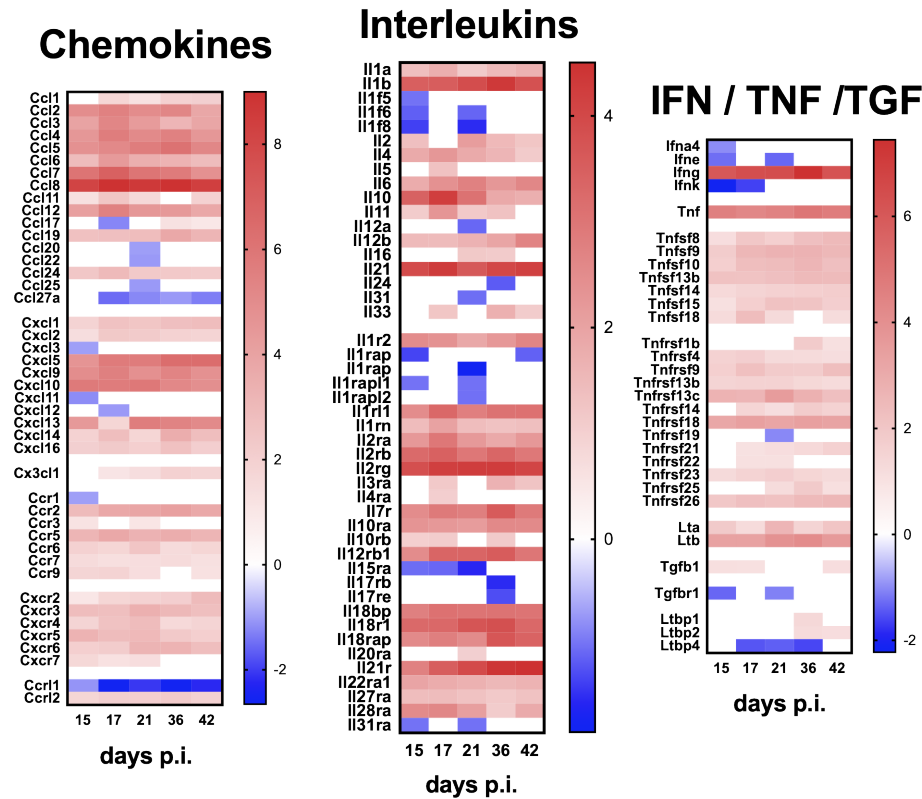 Chemokines
Ccl1
Ccl2
Ccl3
Ccl4
Ccl5
Ccl6
Ccl7
Ccl8
Ccl11
Ccl12
Ccl17
Ccl19
Ccl20
Ccl22
Ccl24
Ccl25
Ccl27a
Cxcl1
Cxcl2
Cxcl3
Cxcl5
Cxcl9
Cxcl10
Cxcl11
Cxcl12
Cxcl13
Cxcl14
Cxcl16
Cx3cl1
Ccr1
Ccr2
Ccr3
Ccr5
Ccr6
Ccr7
Ccr9
Cxcr2
Cxcr3
Cxcr4
Cxcr5
Cxcr6
Cxcr7
Ccrl1
Ccrl2
15 17 21 36 42
days p.i.
8
6
4
2
0
-2
Interleukins
Il1a
Il1b
Il1f5
Il1f6
Il1f8
Il2
Il4
Il5
Il6
Il10
Il11
Il12a
Il12b
Il16
Il21
Il24
Il31
Il33
Il1r2
Il1rap
Il1rap
Il1rapl1
Il1rapl2
Il1rl1
Il1rn
Il2ra
Il2rb
Il2rg
Il3ra
Il4ra
Il7r
Il10ra
Il10rb
Il12rb1
Il15ra
Il17rb
Il17re
Il18bp
Il18r1
Il18rap
Il20ra
Il21r
Il22ra1
Il27ra
Il28ra
Il31ra
15 17 21 36 42
days p.i.
4
2
0
IFN / TNF /TGF
Ifna4
Ifne
Ifng
Ifnk
Tnf
Tnfsf8
Tnfsf9
Tnfsf10
Tnfsf13b
Tnfsf14
Tnfsf15
Tnfsf18
Tnfrsf1b
Tnfrsf4
Tnfrsf9
Tnfrsf13b
Tnfrsf13c
Tnfrsf14
Tnfrsf18
Tnfrsf19
Tnfrsf21
Tnfrsf22
Tnfrsf23
Tnfrsf25
Tnfrsf26
Lta
Ltb
Tgfb1
Tgfbr1
Ltbp1
Ltbp2
Ltbp4
15 17 21 36 42
days p.i.
6
4
2
0
-2